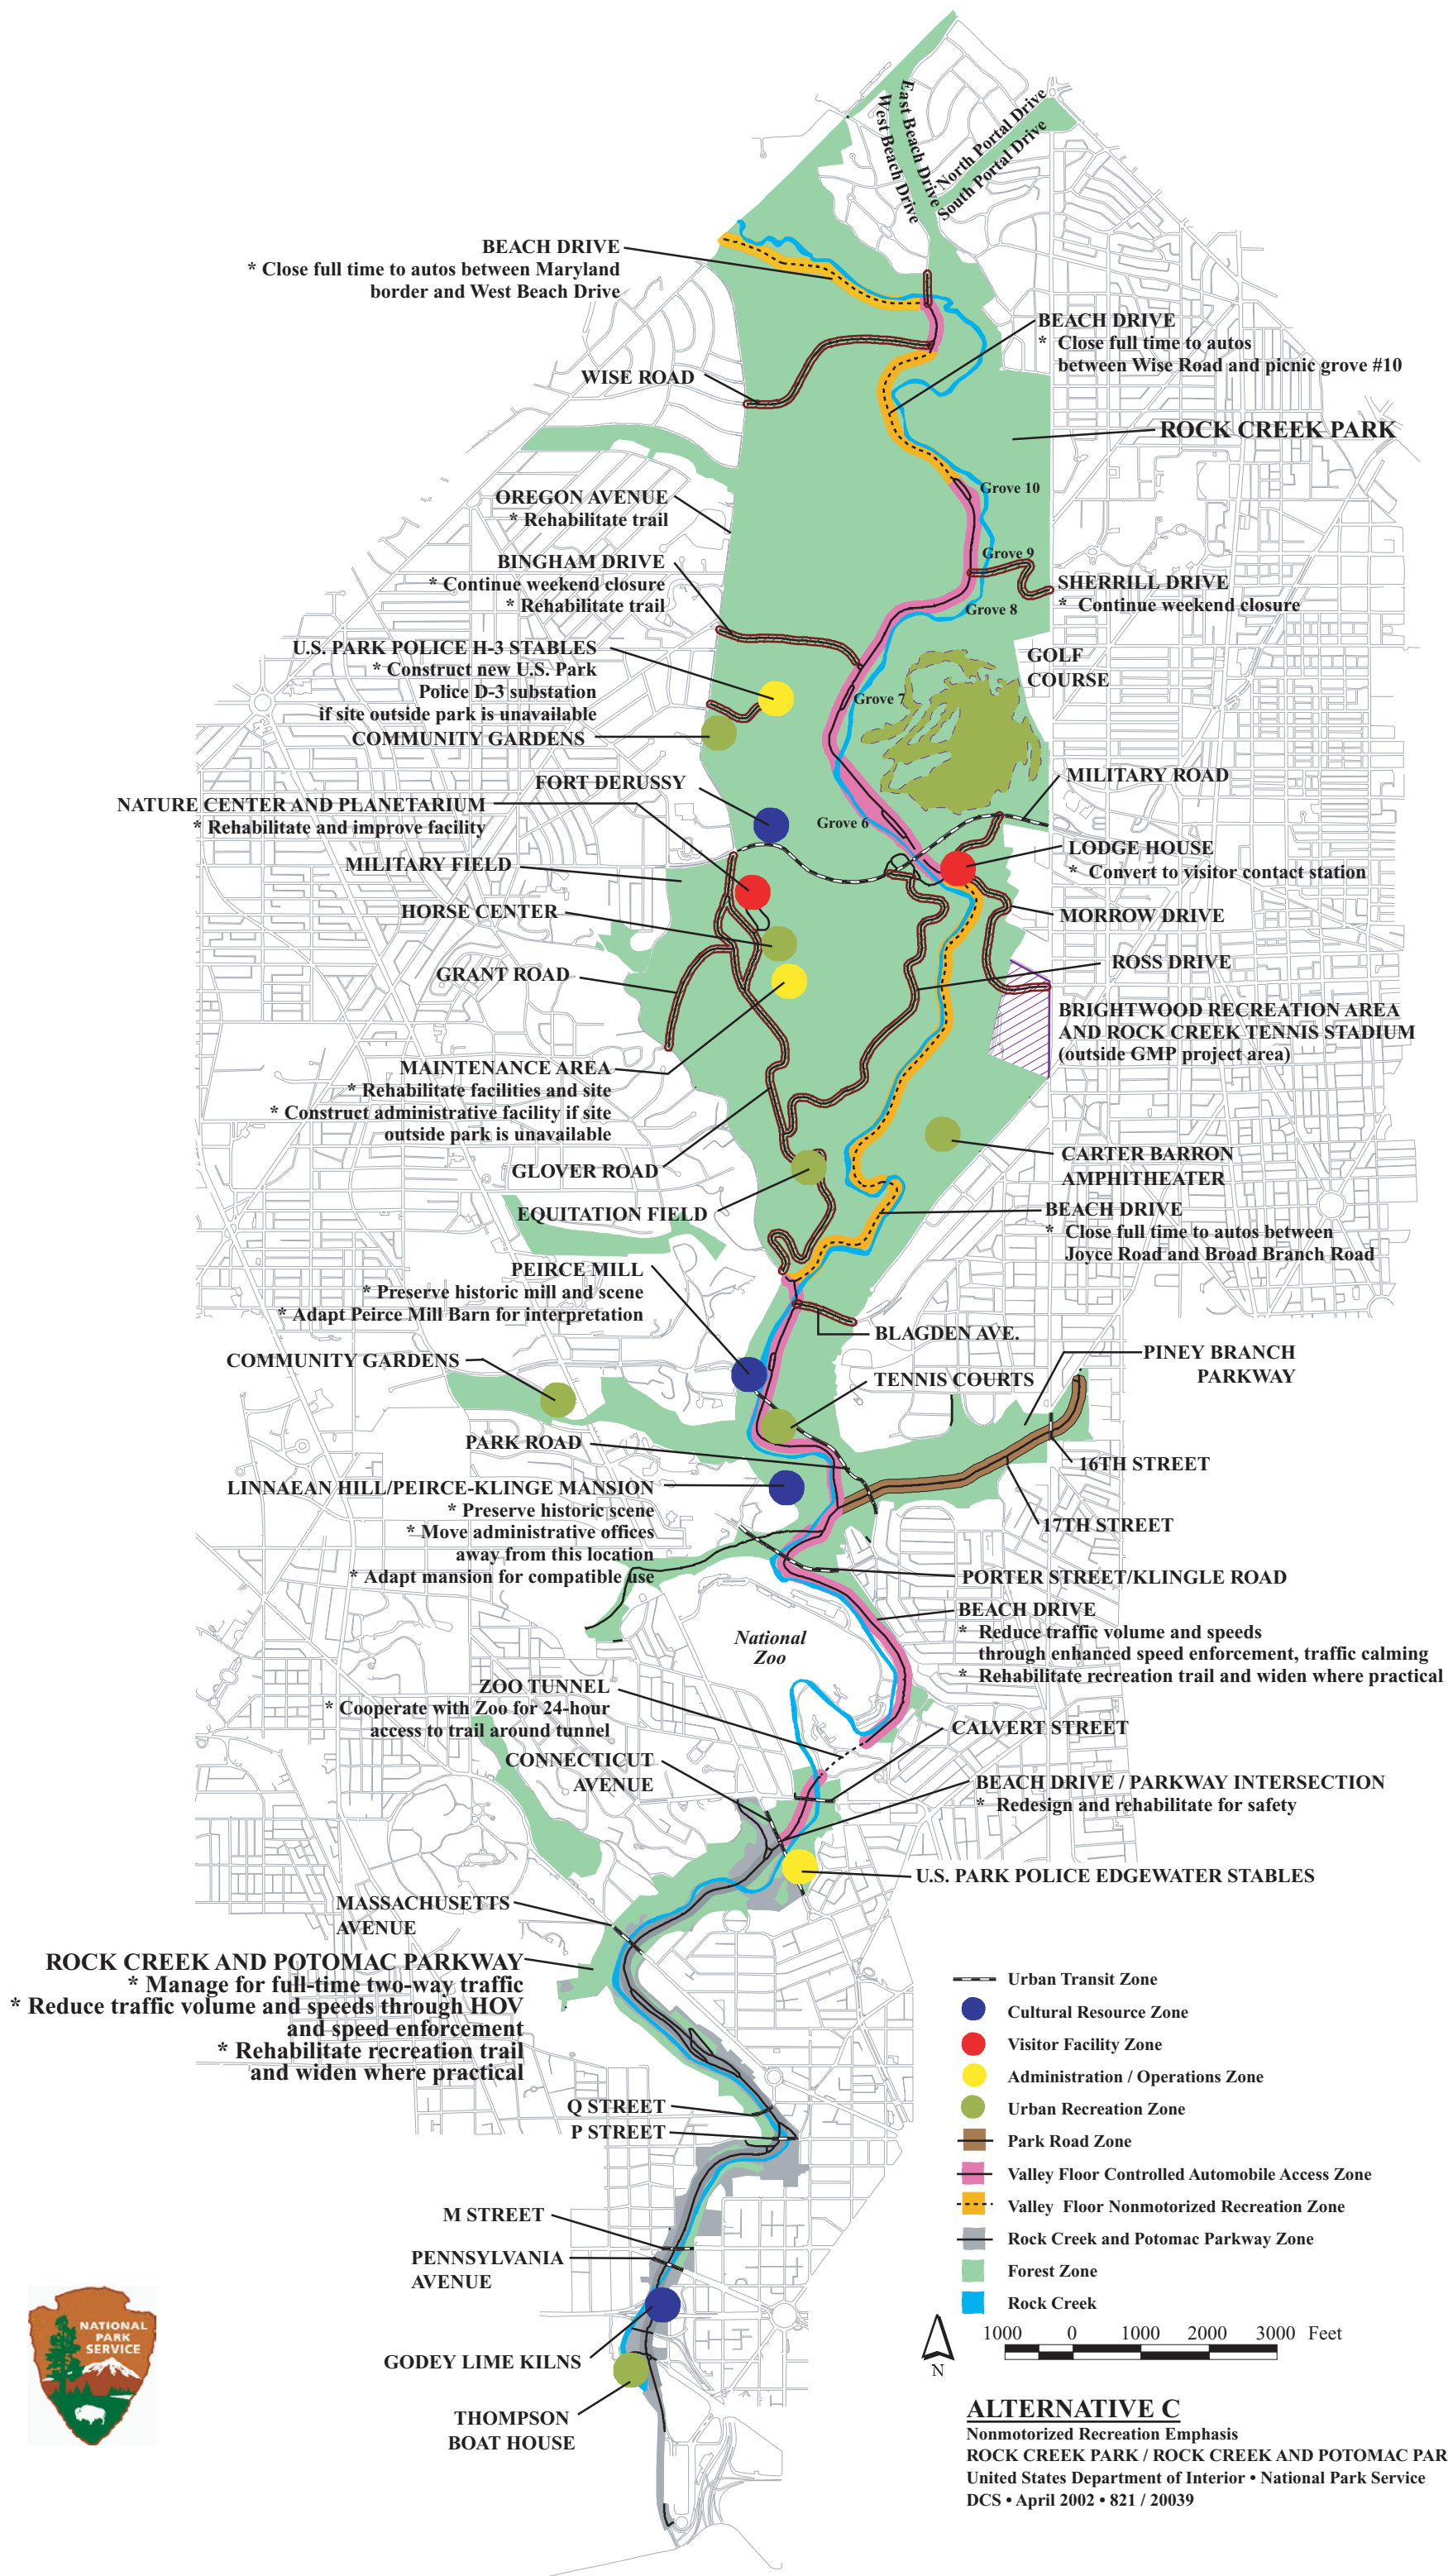 East Beach Drive
West Beach Drive
North Portal Drive
South Portal Drive
BEACH DRIVE
* Close full time to autos between Maryland
border and West Beach Drive
BEACH DRIVE
* Close full time to autos
between Wise Road and picnic grove #10
WISE ROAD
ROCK CREEK PARK
Grove 10
OREGON AVENUE
* Rehabilitate trail
Grove 9
BINGHAM DRIVE
* Continue weekend closure
* Rehabilitate trail
SHERRILL DRIVE
* Continue weekend closure
Grove 8
U.S. PARK POLICE H-3 STABLES
* Construct new U.S. Park
Police D-3 substation
if site outside park is unavailable
GOLF
COURSE
Grove 7
COMMUNITY GARDENS
FORT DERUSSY
MILITARY ROAD
NATURE CENTER AND PLANETARIUM
* Rehabilitate and improve facility
Grove 6
LODGE HOUSE
* Convert to visitor contact station
MILITARY FIELD
HORSE CENTER
MORROW DRIVE
GRANT ROAD
ROSS DRIVE
BRIGHTWOOD RECREATION AREA
AND ROCK CREEK TENNIS STADIUM
(outside GMP project area)
MAINTENANCE AREA
* Rehabilitate facilities and site
* Construct administrative facility if site
outside park is unavailable
GLOVER ROAD
CARTER BARRON
AMPHITHEATER
EQUITATION FIELD
BEACH DRIVE
* Close full time to autos between
Joyce Road and Broad Branch Road
PEIRCE MILL
* Preserve historic mill and scene
* Adapt Peirce Mill Barn for interpretation
BLAGDEN AVE.
COMMUNITY GARDENS
PINEY BRANCH
PARKWAY
TENNIS COURTS
PARK ROAD
16TH STREET
LINNAEAN HILL/PEIRCE-KLINGE MANSION
* Preserve historic scene
* Move administrative offices
away from this location
* Adapt mansion for compatible use
17TH STREET
PORTER STREET/KLINGLE ROAD
BEACH DRIVE
* Reduce traffic volume and speeds
through enhanced speed enforcement, traffic calming
* Rehabilitate recreation trail and widen where practical
National
Zoo
ZOO TUNNEL
* Cooperate with Zoo for 24-hour
access to trail around tunnel
CALVERT STREET
CONNECTICUT
AVENUE
BEACH DRIVE / PARKWAY INTERSECTION
* Redesign and rehabilitate for safety
U.S. PARK POLICE EDGEWATER STABLES
MASSACHUSETTS
AVENUE
ROCK CREEK AND POTOMAC PARKWAY
* Manage for full-time two-way traffic
* Reduce traffic volume and speeds through HOV
and speed enforcement
* Rehabilitate recreation trail
and widen where practical
Q STREET
P STREET
M STREET
PENNSYLVANIA
AVENUE
GODEY LIME KILNS
THOMPSON
BOAT HOUSE
Urban Transit Zone
Cultural Resource Zone
Visitor Facility Zone
Administration / Operations Zone
Urban Recreation Zone
Park Road Zone
Valley Floor Controlled Automobile Access Zone
Valley Floor Nonmotorized Recreation Zone
Rock Creek and Potomac Parkway Zone
Forest Zone
Rock Creek
1000 0 1000 2000 3000 Feet
N
NATIONAL
PARK
SERVICE
ALTERNATIVE C
Nonmotorized Recreation Emphasis
ROCK CREEK PARK / ROCK CREEK AND POTOMAC PAR
United States Department of Interior • National Park Service
DCS • April 2002 • 821 / 20039